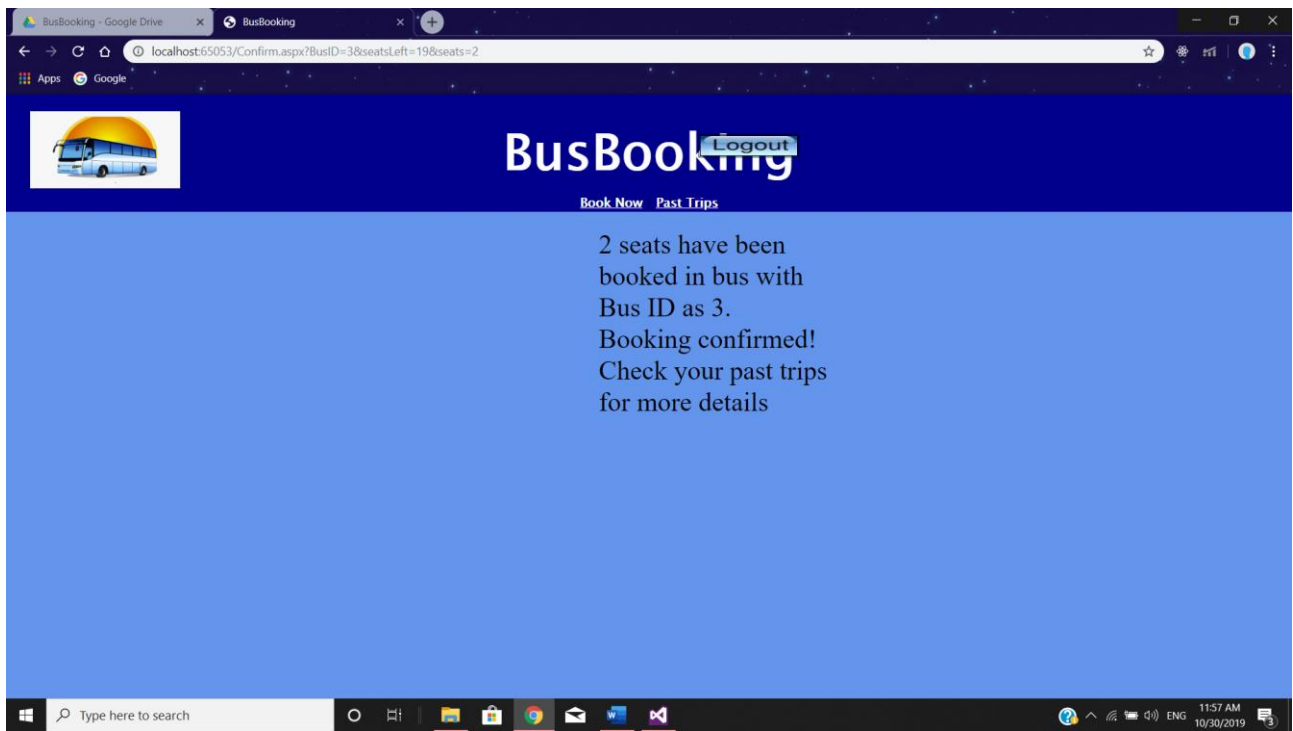 BusBooking - Google Drive
BusBooking
localhost:65053/Confirm.aspx?BusID=3&seatsLeft=19&seats=2
Apps Google
BusBooking
Logout
Book Now Past Trips
2 seats have been
booked in bus with
Bus ID as 3.
Booking confirmed!
Check your past trips
for more details
Type here to search
ENG
11:57 AM
10/30/2019
3